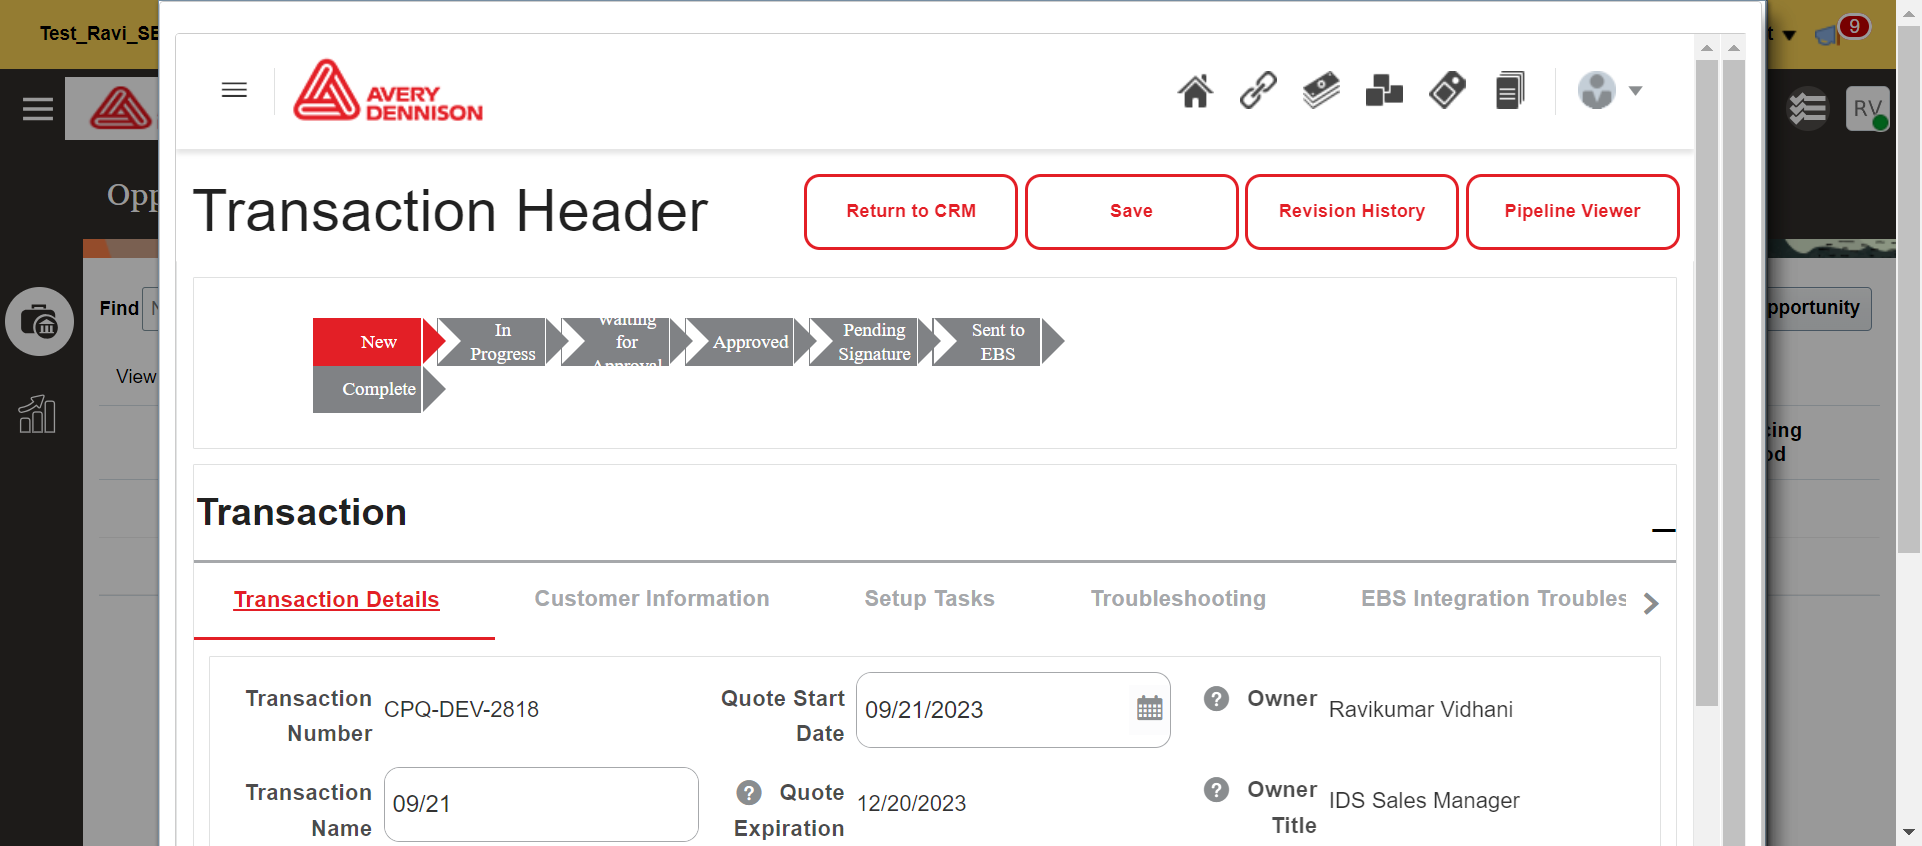 Test_Ravi_SE
9
AVERY
DENNISON
RV
Opp
Transaction Header
Return to CRM
Save
Revision History
Pipeline Viewer
Find
pportunity
New
In
Progress
Waiting
for
Approval
Approved
Pending
Signature
Sent to
EBS
Complete
View
cing
od
Transaction
Transaction Details
Customer Information
Setup Tasks
Troubleshooting
EBS Integration Troubles
Transaction
Number
CPQ-DEV-2818
Quote Start
Date
09/21/2023
Owner
Ravikumar Vidhani
Transaction
Name
09/21
Quote
Expiration
12/20/2023
Owner
Title
IDS Sales Manager